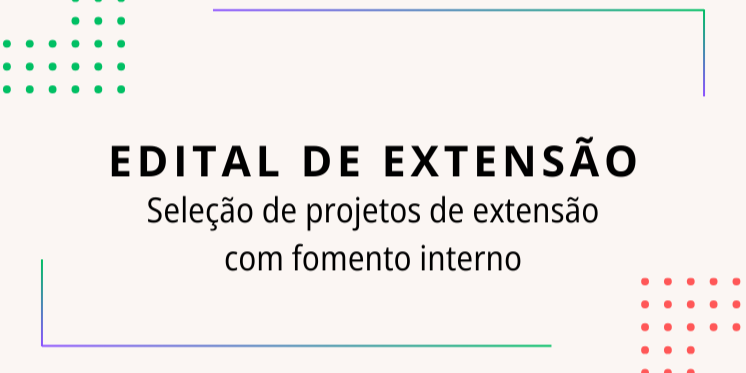 EDITAL DE EXTENSÃO
Seleção de projetos de extensão
com fomento interno